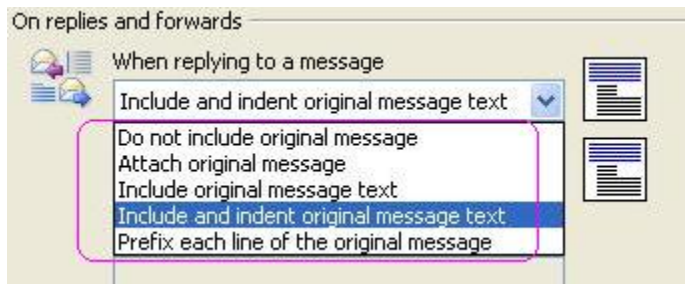 On replies and forwards
When replying to a message
Include and indent original message text
Do not include original message
Attach original message
Include original message text
Include and indent original message text
Prefix each line of the original message